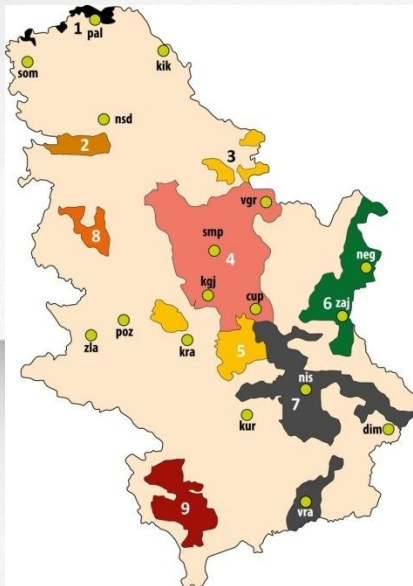 1
pal
som
kik
nsd
2
3
vgr
8
smp
4
neg
kgj
cup
6
zaj
poz
zla
kra
5
nis
7
kur
dim
9
vra